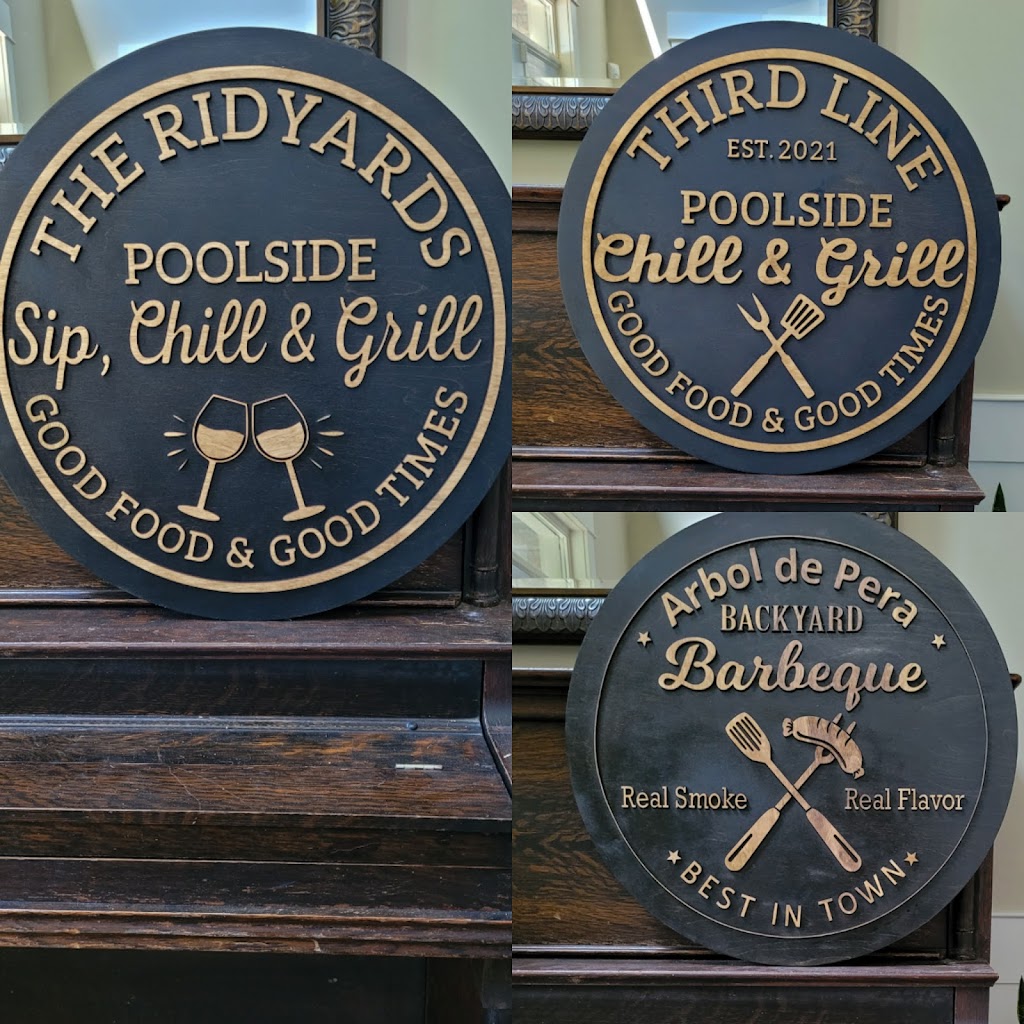 THE RIDYARDS
POOLSIDE
Sip, Chill & Grill
GOOD FOOD & GOOD TIMES
THIRD LINE
EST. 2021
POOLSIDE
Chill & Grill
GOOD FOOD & GOOD TIMES
Arbol de Pera
BACKYARD
Barbeque
Real Smoke Real Flavor
BEST IN TOWN